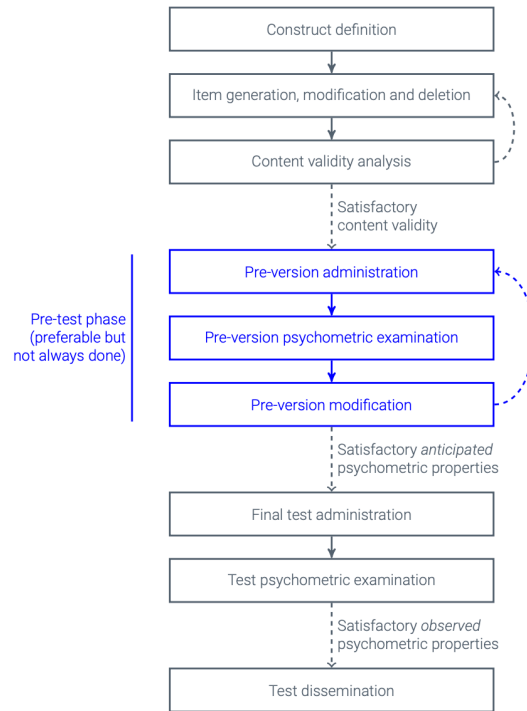 Construct definition
Item generation, modification and deletion
Content validity analysis
Satisfactory
content validity
Pre-version administration
Pre-test phase
(preferable but
not always done)
Pre-version psychometric examination
Pre-version modification
Satisfactory anticipated
psychometric properties
Final test administration
Test psychometric examination
Satisfactory observed
psychometric properties
Test dissemination